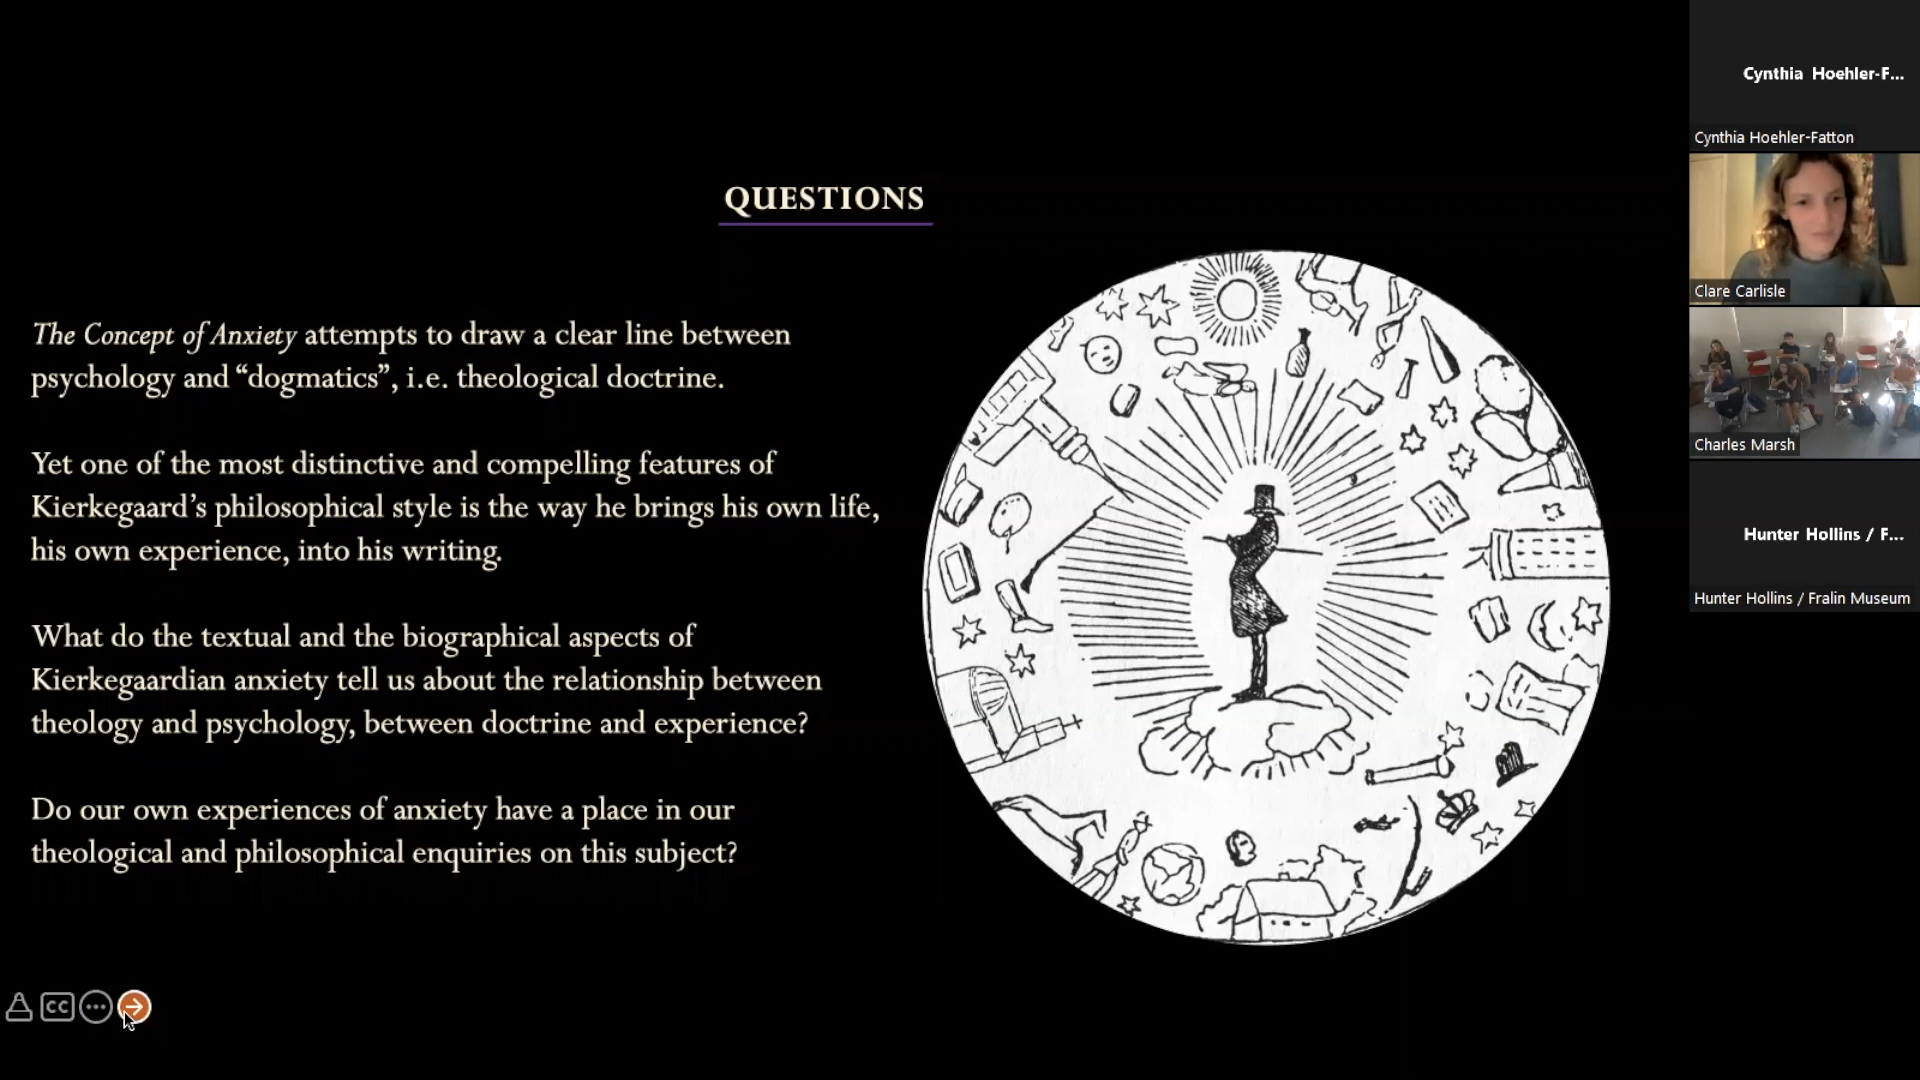 QUESTIONS
The Concept of Anxiety attempts to draw a clear line between
psychology and “dogmatics”, i.e. theological doctrine.
Yet one of the most distinctive and compelling features of
Kierkegaard’s philosophical style is the way he brings his own life,
his own experience, into his writing.
What do the textual and the biographical aspects of
Kierkegaardian anxiety tell us about the relationship between
theology and psychology, between doctrine and experience?
Do our own experiences of anxiety have a place in our
theological and philosophical enquiries on this subject?
CC
Cynthia Hoehler-F...
Cynthia Hoehler-Fatton
Clare Carlisle
Charles Marsh
Hunter Hollins / F...
Hunter Hollins / Fralin Museum